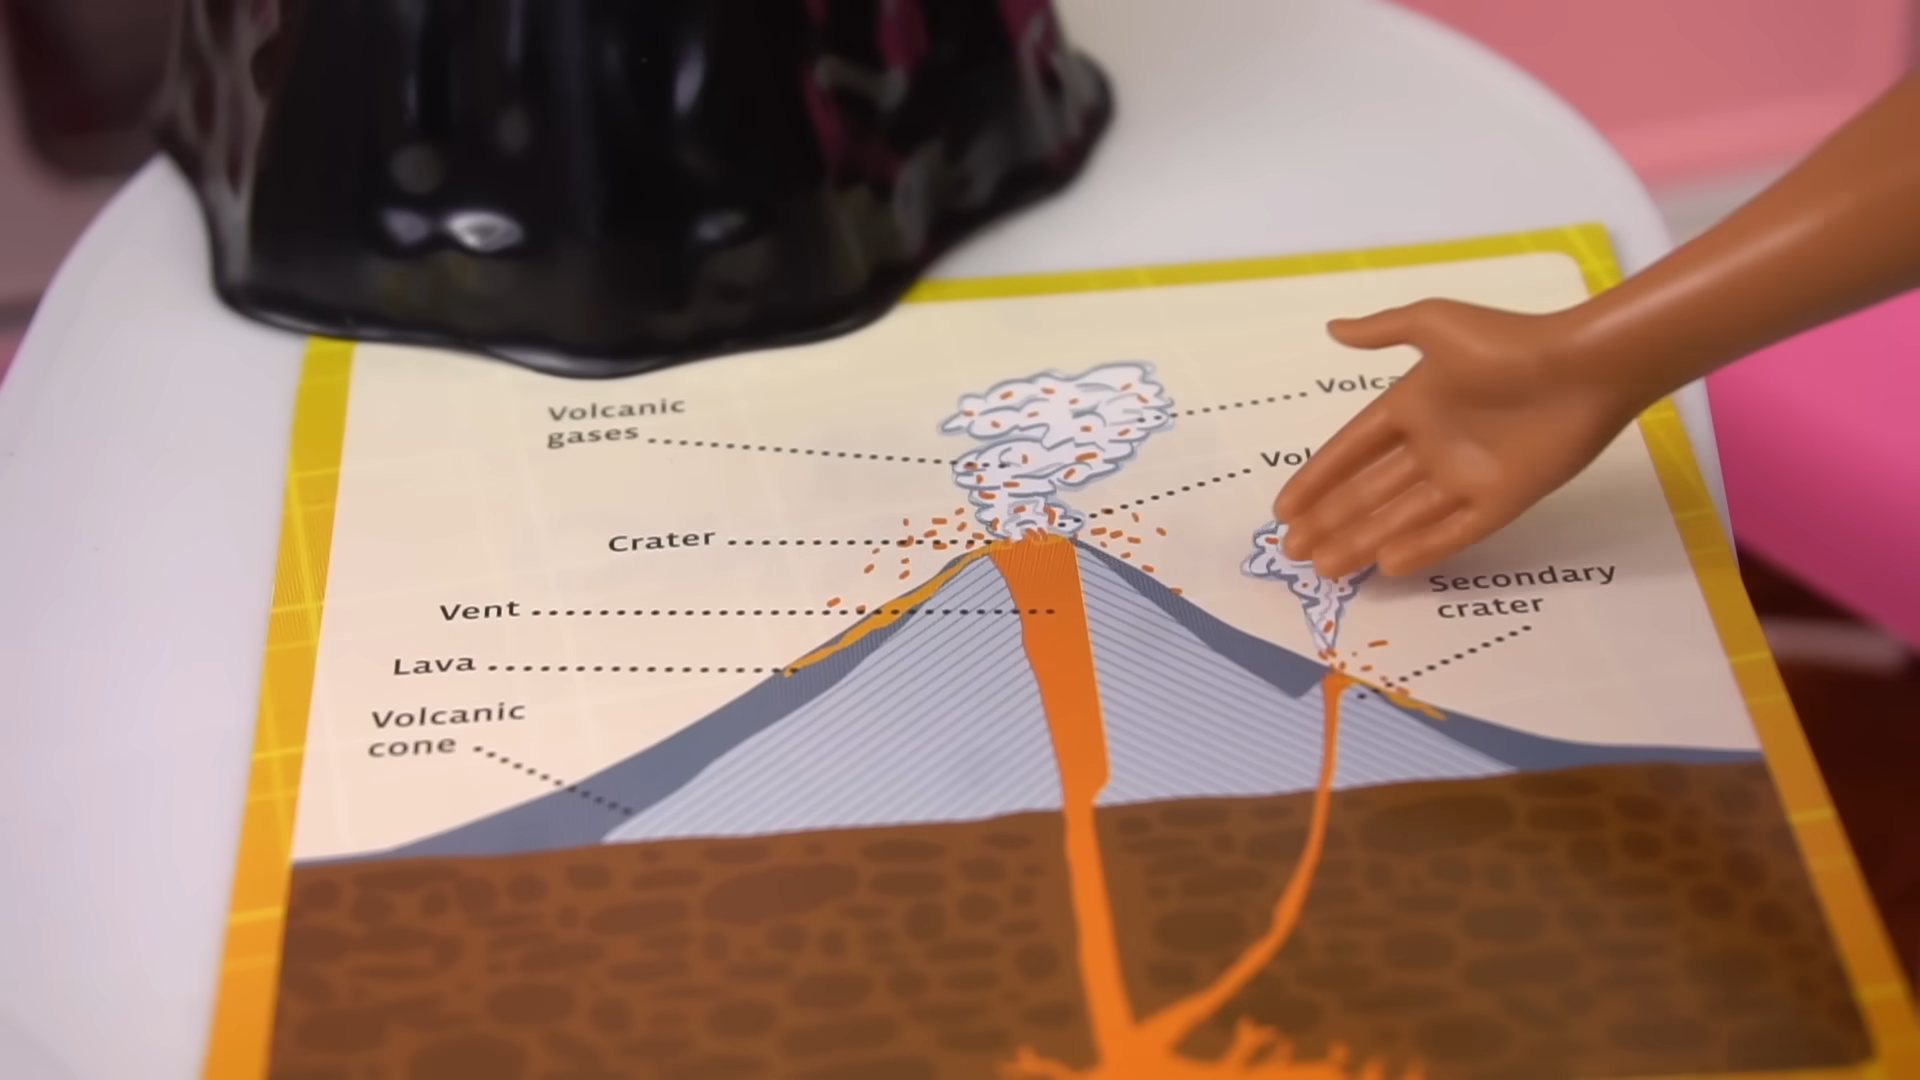 Volcanic
gases
Crater
Vent
Lava
Volcanic
cone
Secondary
crater